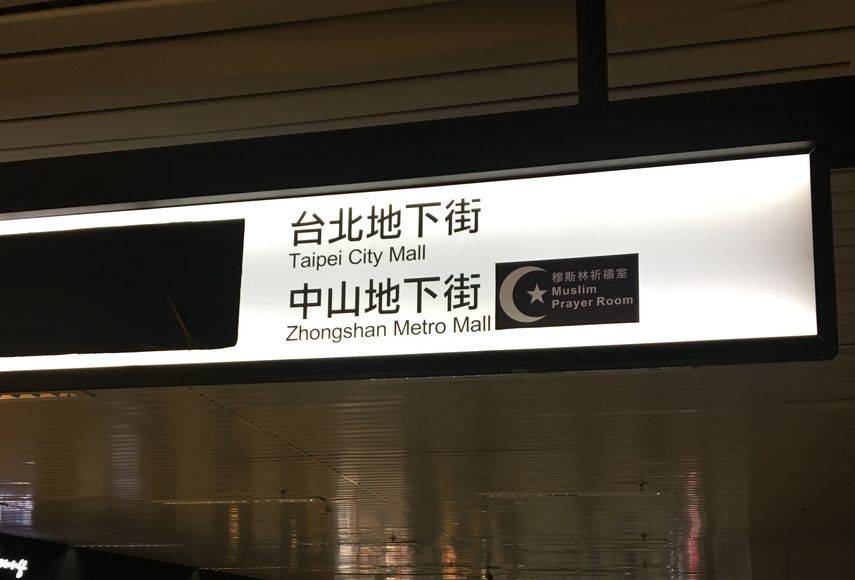 台北地下街
Taipei City Mall
中山地下街
Zhongshan Metro Mall
穆斯林祈禱室
Muslim
Prayer Room